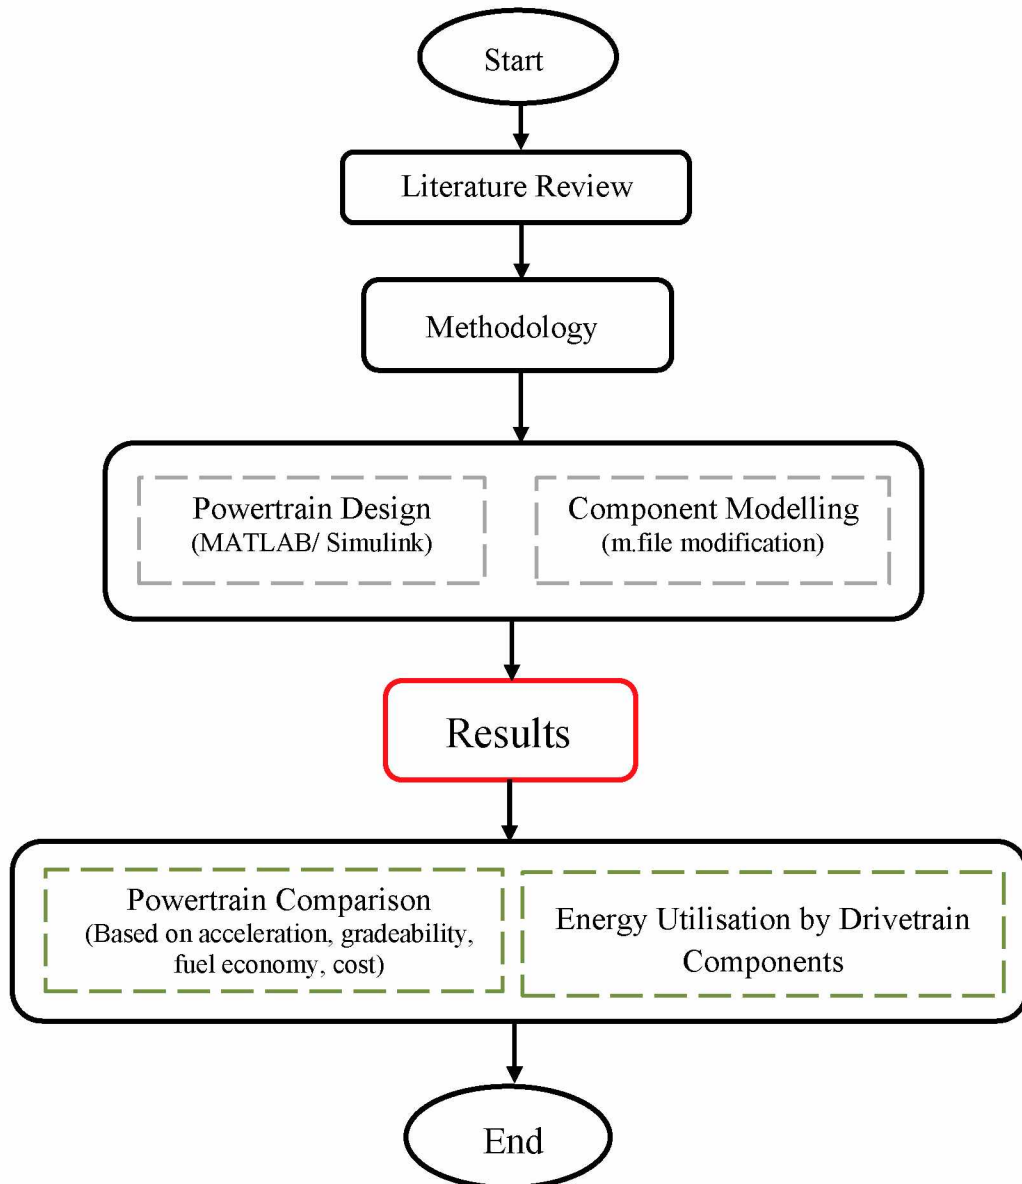 Start
Literature Review
Methodology
Powertrain Design
(MATLAB/ Simulink)
Component Modelling
(m.file modification)
Results
Powertrain Comparison
(Based on acceleration, gradeability,
fuel economy, cost)
Energy Utilisation by Drivetrain
Components
End